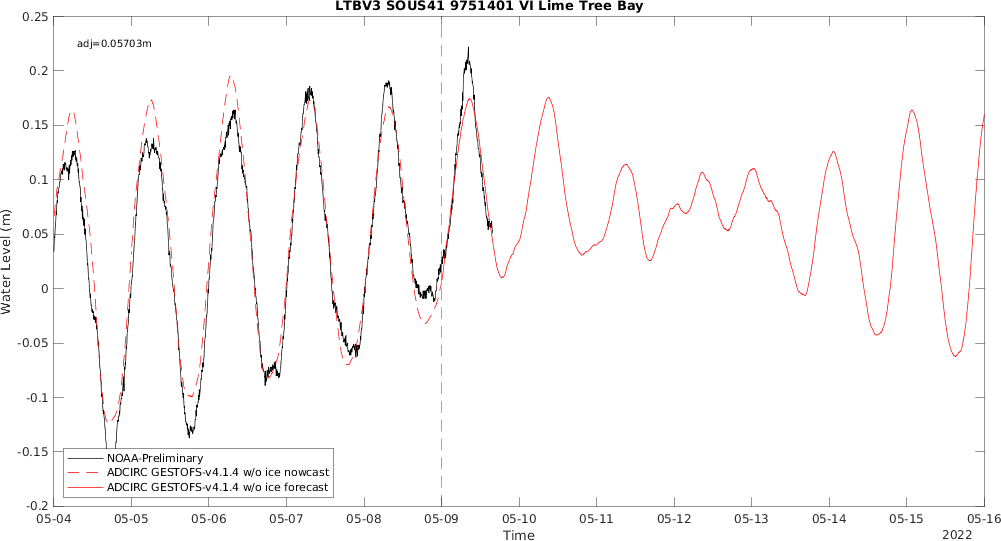 LTBV3 SOUS41 9751401 VI Lime Tree Bay
adj=0.05703m
0.25
0.2
0.15
0.1
0.05
0
-0.05
-0.1
-0.15
-0.2
Water Level (m)
NOAA-Preliminary
ADCIRC GESTOFS-v4.1.4 w/o ice nowcast
ADCIRC GESTOFS-v4.1.4 w/o ice forecast
05-04 05-05 05-06 05-07 05-08 05-09 05-10 05-11 05-12 05-13 05-14 05-15 05-16
Time
2022